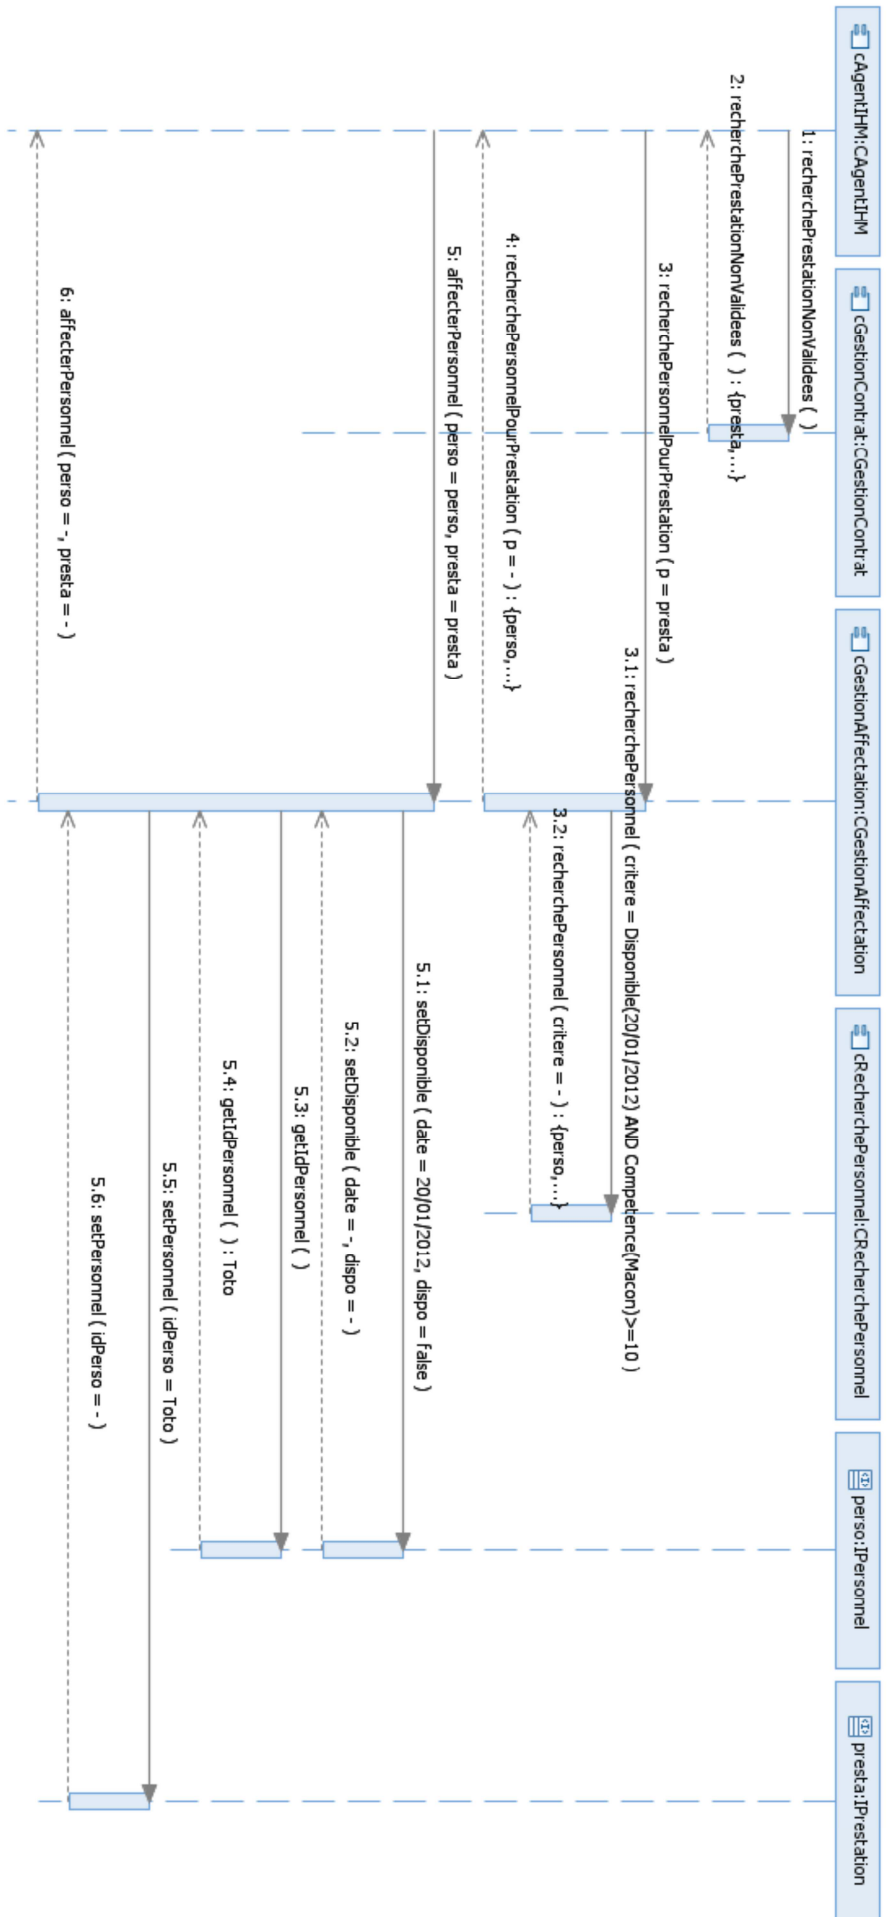 cAgentIHM:CAgentIHM
cGestionContrat:CGestionContrat
cGestionAffectation:CGestionAffectation
cRecherchePersonnel:CRecherchePersonnel
perso:IPersonnel
presta:IPrestation
1: recherchePrestationNonValidees ( )
2: recherchePrestationNonValidees ( ) : {presta,...}
3: recherchePersonnelPourPrestation ( p = presta )
3.1: recherchePersonnel ( critere = Disponible(20/01/2012) AND Competence(Macon)>=10 )
3.2: recherchePersonnel ( critere = - ) : {perso,...}
4: recherchePersonnelPourPrestation ( p = - ) : {perso,...}
5: affecterPersonnel ( perso = perso, presta = presta )
5.1: setDisponible ( date = 20/01/2012, dispo = false )
5.2: setDisponible ( date = -, dispo = - )
5.3: getIdPersonnel ( )
5.4: getIdPersonnel ( ) : Toto
5.5: setPersonnel ( idPerso = Toto )
5.6: setPersonnel ( idPerso = - )
6: affecterPersonnel ( perso = -, presta = - )